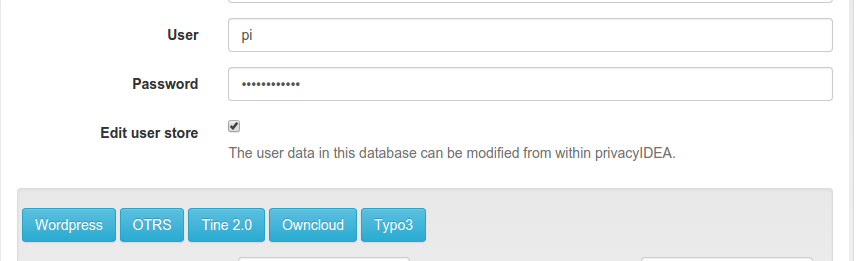 User pi
Password ••••••••••••
Edit user store
The user data in this database can be modified from within privacyIDEA.
Wordpress OTRS Tine 2.0 Owncloud Typo3